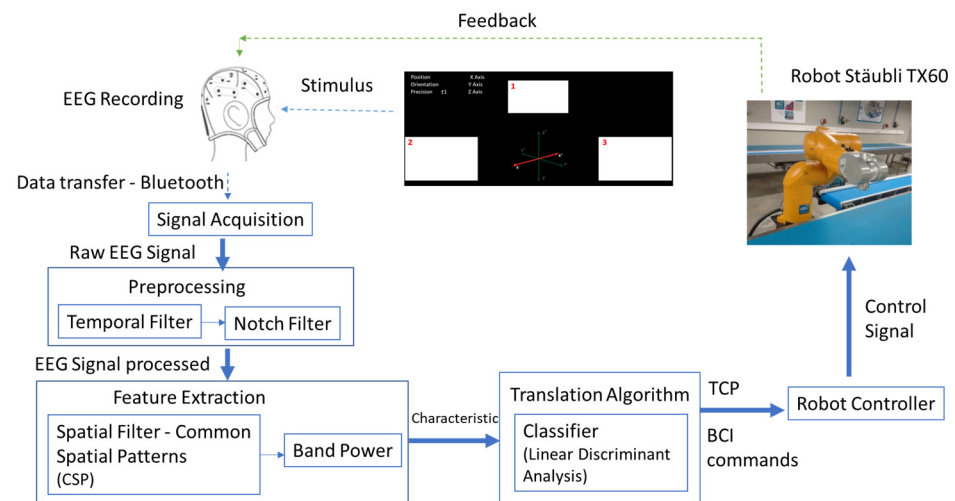 Feedback
Robot Stäubli TX60
EEG Recording
Stimulus
Position X Axis
Orientation Y Axis
Precision ±1 Z Axis
1
2
3
Data transfer - Bluetooth
Signal Acquisition
Raw EEG Signal
Preprocessing
Temporal Filter
Notch Filter
EEG Signal processed
Feature Extraction
Spatial Filter - Common
Spatial Patterns
(CSP)
Band Power
Characteristic
Translation Algorithm
Classifier
(Linear Discriminant
Analysis)
TCP
BCI
commands
Robot Controller
Control
Signal